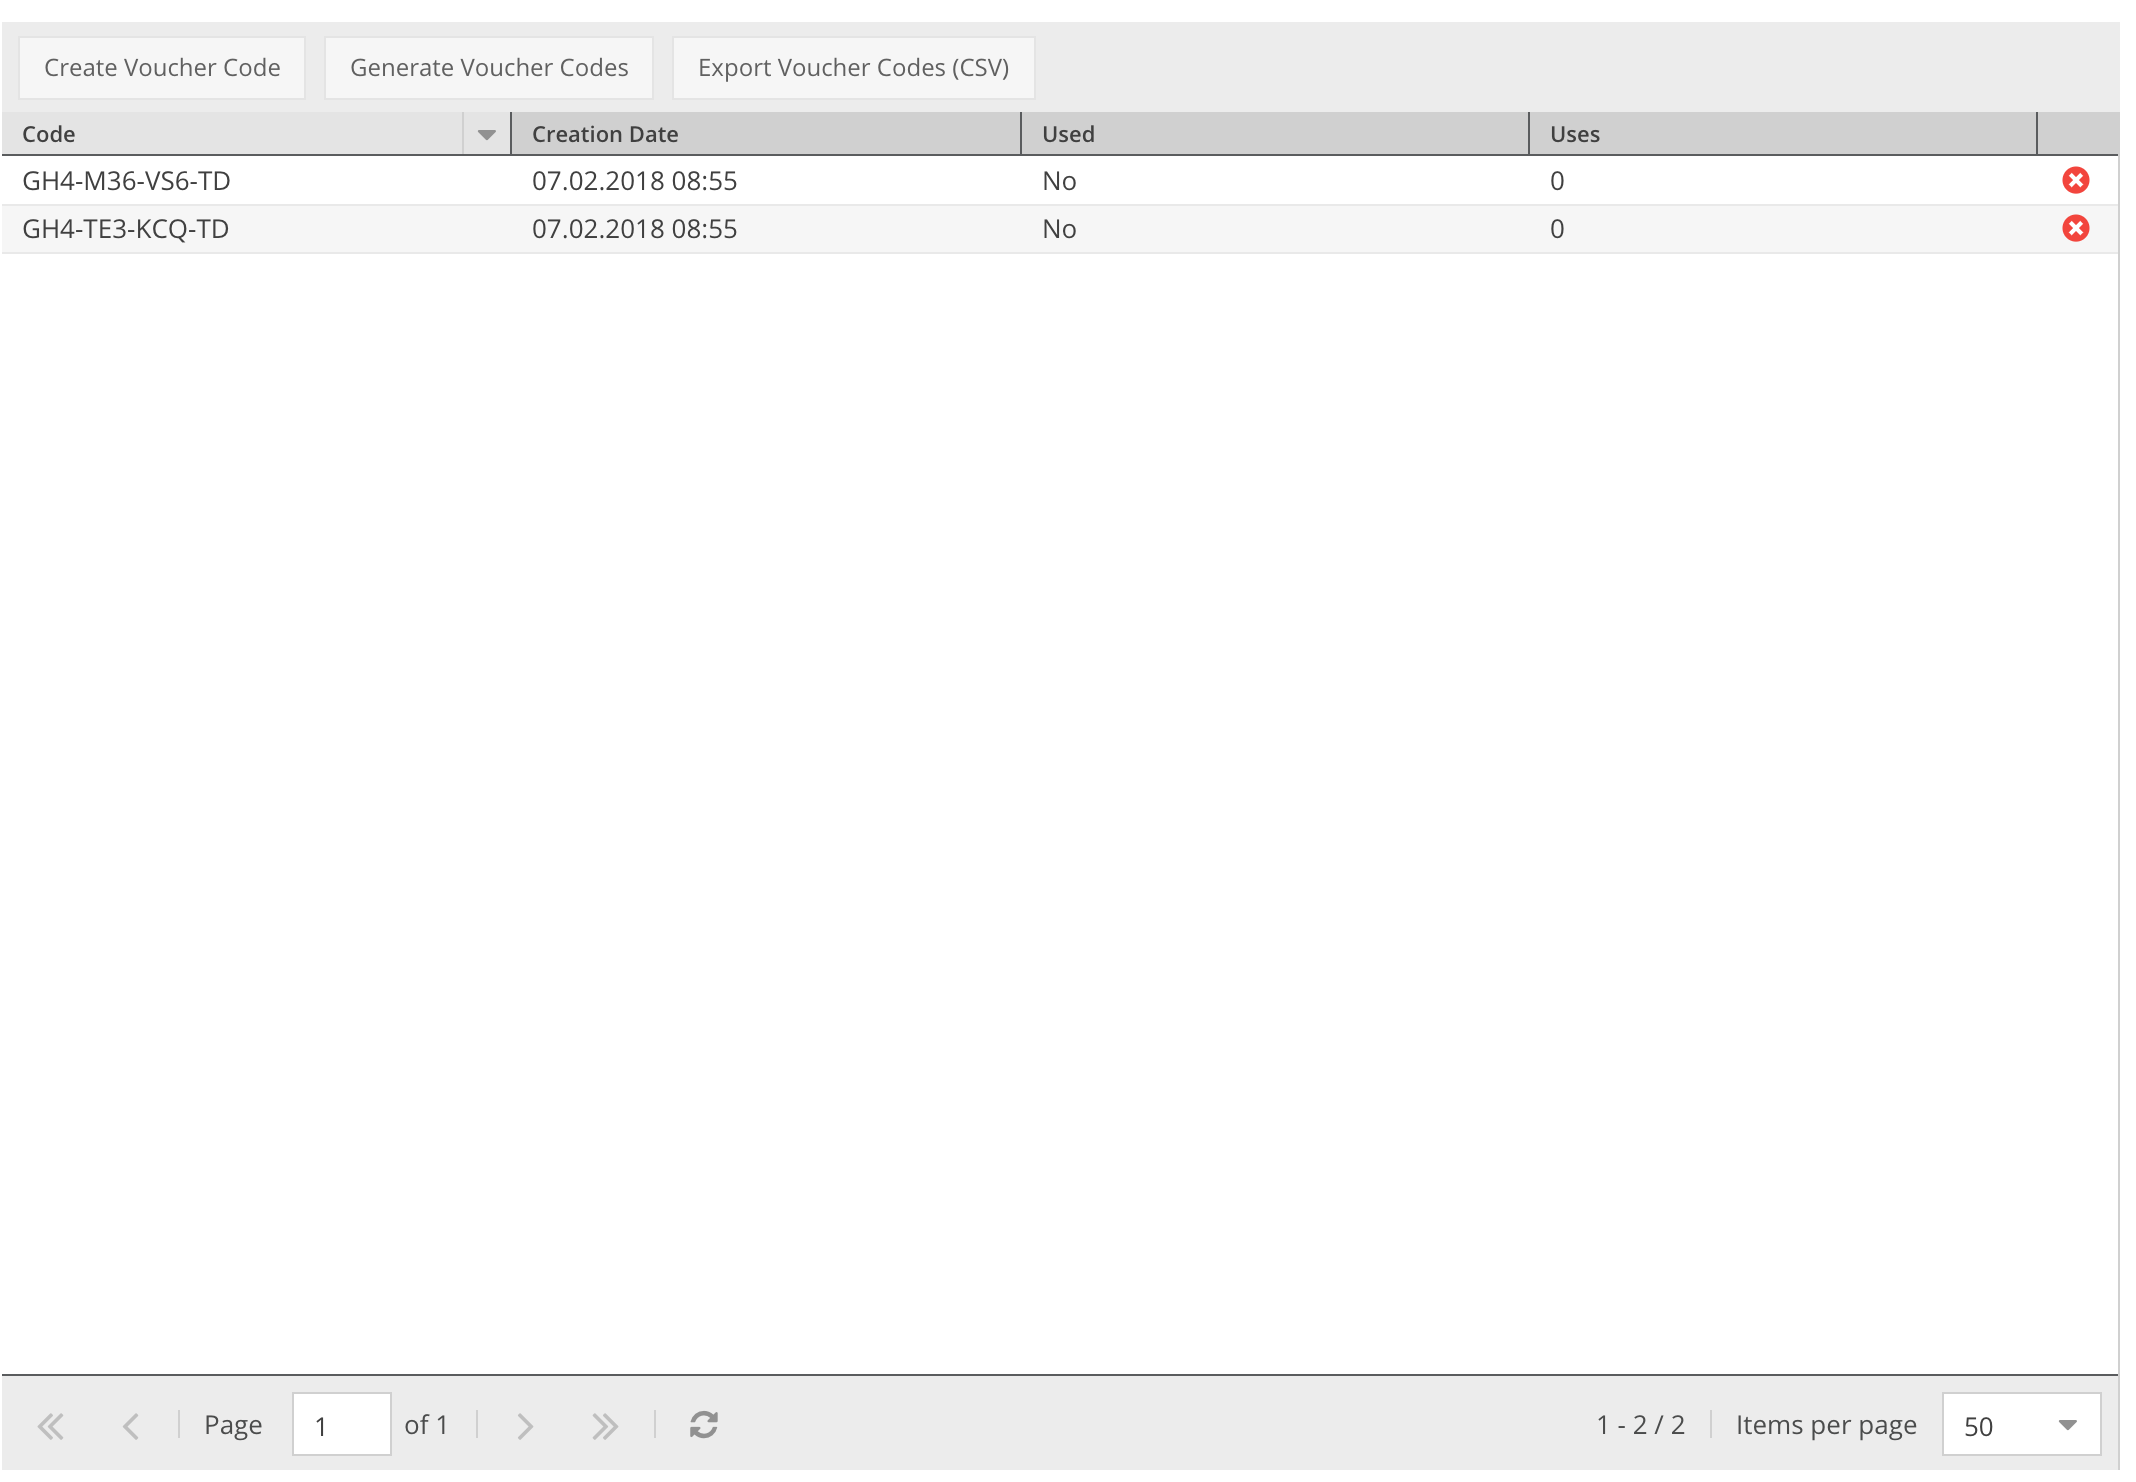 Create Voucher Code Generate Voucher Codes Export Voucher Codes (CSV)
Code Creation Date Used Uses
GH4-M36-VS6-TD 07.02.2018 08:55 No 0
GH4-TE3-KCQ-TD 07.02.2018 08:55 No 0
Page 1 of 1 1 - 2 / 2 Items per page 50